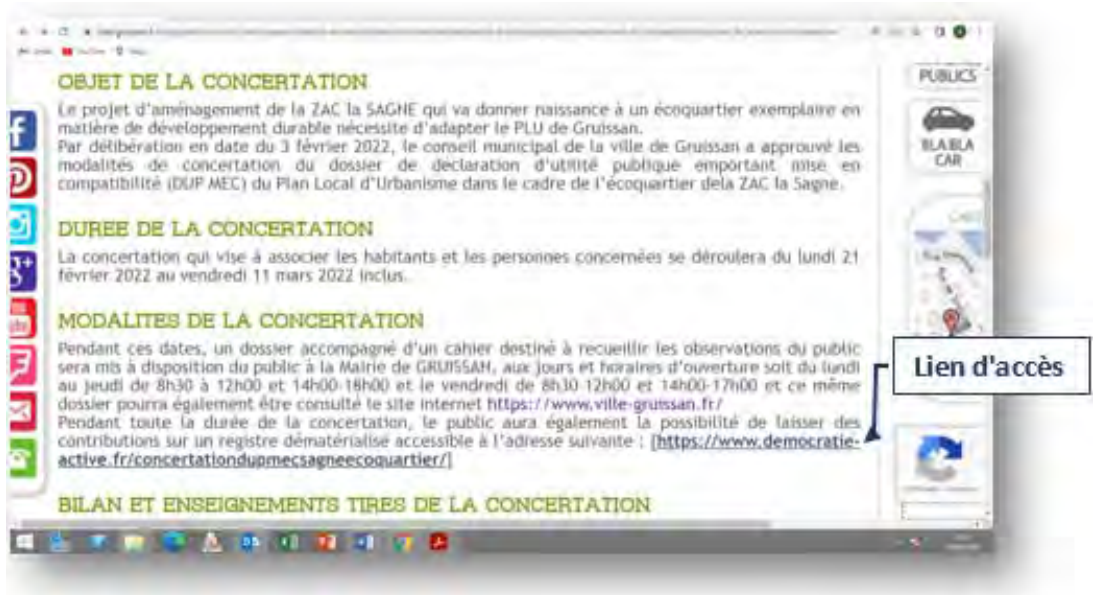 PUBLICS
OBJET DE LA CONCERTATION
Le projet d'aménagement de la ZAC la SAGNE qui va donner naissance à un écoquartier exemplaire en
matière de développement durable nécessite d'adapter le PLU de Gruissan.
Par délibération en date du 3 février 2022, le conseil municipal de la ville de Gruissan a approuvé les
modalités de concertation du dossier de déclaration d'utilité publique emportant mise en
compatibilité (DUP MEC) du Plan Local d'Urbanisme dans le cadre de l'écoquartier dela ZAC la Sagne.
BLA BLA
CAR
DUREE DE LA CONCERTATION
La concertation qui vise à associer les habitants et les personnes concernées se déroulera du lundi 21
février 2022 au vendredi 11 mars 2022 inclus.
MODALITES DE LA CONCERTATION
Pendant ces dates, un dossier accompagné d'un cahier destiné à recueillir les observations du public
sera mis à disposition du public à la Mairie de GRUISSAN, aux jours et horaires d'ouverture soit du lundi
au jeudi de 8h30 à 12h00 et 14h00-18h00 et le vendredi de 8h30-12h00 et 14h00-17h00 et ce même
dossier pourra également être consulté le site internet https://www.ville-gruissan.fr/
Pendant toute la durée de la concertation, le public aura également la possibilité de laisser des
contributions sur un registre dématérialisé accessible à l'adresse suivante : [https://www.democratie-
active.fr/concertationdupmecsagneecoquartier/]
Lien d'accès
BILAN ET ENSEIGNEMENTS TIRES DE LA CONCERTATION